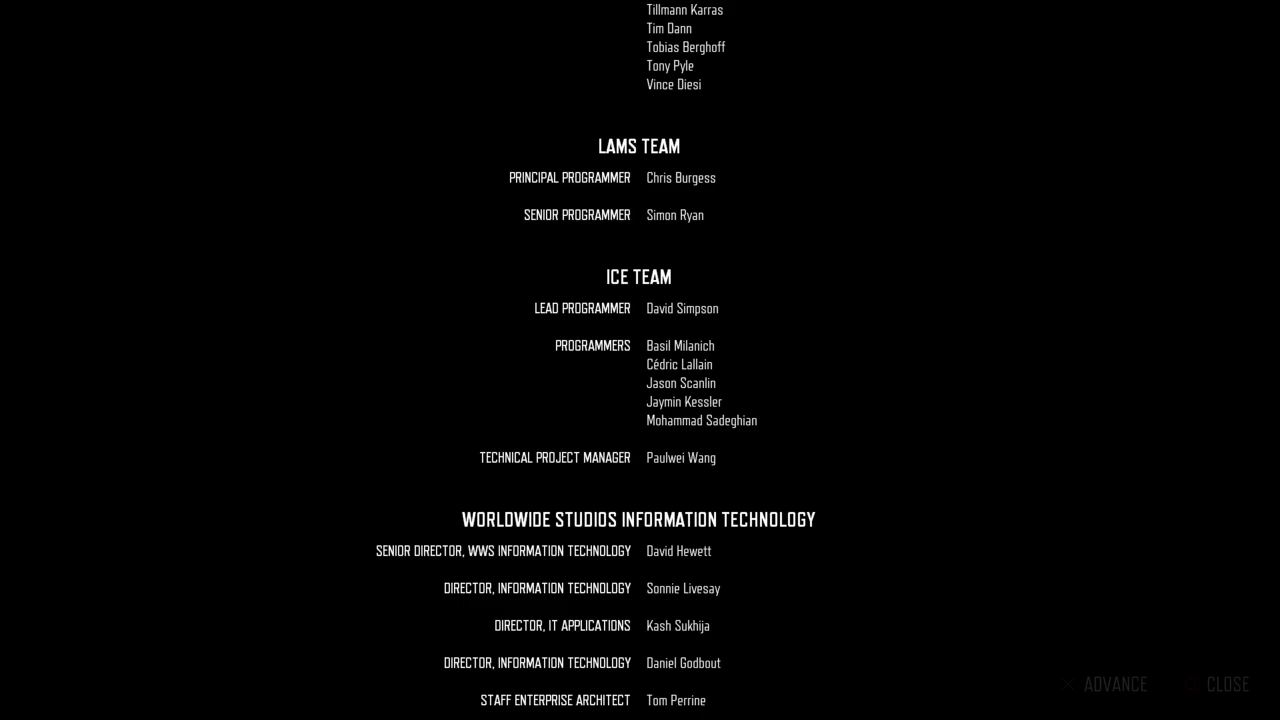 Tillmann Karras
Tim Dann
Tobias Berghoff
Tony Pyle
Vince Diesi
LAMS TEAM
PRINCIPAL PROGRAMMER Chris Burgess
SENIOR PROGRAMMER Simon Ryan
ICE TEAM
LEAD PROGRAMMER David Simpson
PROGRAMMERS Basil Milanich
Cédric Lallain
Jason Scanlin
Jaymin Kessler
Mohammad Sadeghian
TECHNICAL PROJECT MANAGER Paulwei Wang
WORLDWIDE STUDIOS INFORMATION TECHNOLOGY
SENIOR DIRECTOR, WWS INFORMATION TECHNOLOGY David Hewett
DIRECTOR, INFORMATION TECHNOLOGY Sonnie Livesay
DIRECTOR, IT APPLICATIONS Kash Sukhija
DIRECTOR, INFORMATION TECHNOLOGY Daniel Godbout
STAFF ENTERPRISE ARCHITECT Tom Perrine
ADVANCE CLOSE